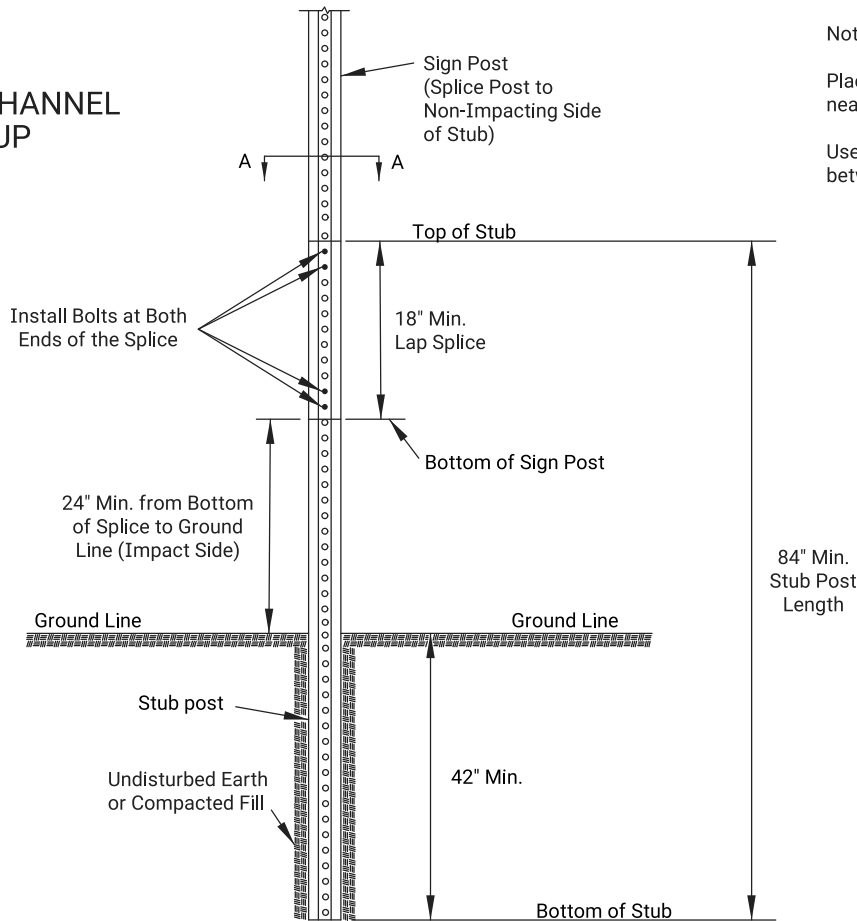 HANNEL
UP
Sign Post
(Splice Post to
Non-Impacting Side
of Stub)
A
A
Top of Stub
Install Bolts at Both
Ends of the Splice
18" Min.
Lap Splice
Bottom of Sign Post
24" Min. from Bottom
of Splice to Ground
Line (Impact Side)
84" Min.
Stub Post
Length
Ground Line
Ground Line
Stub post
Undisturbed Earth
or Compacted Fill
42" Min.
Bottom of Stub
Not
Plac
nea
Use
betw